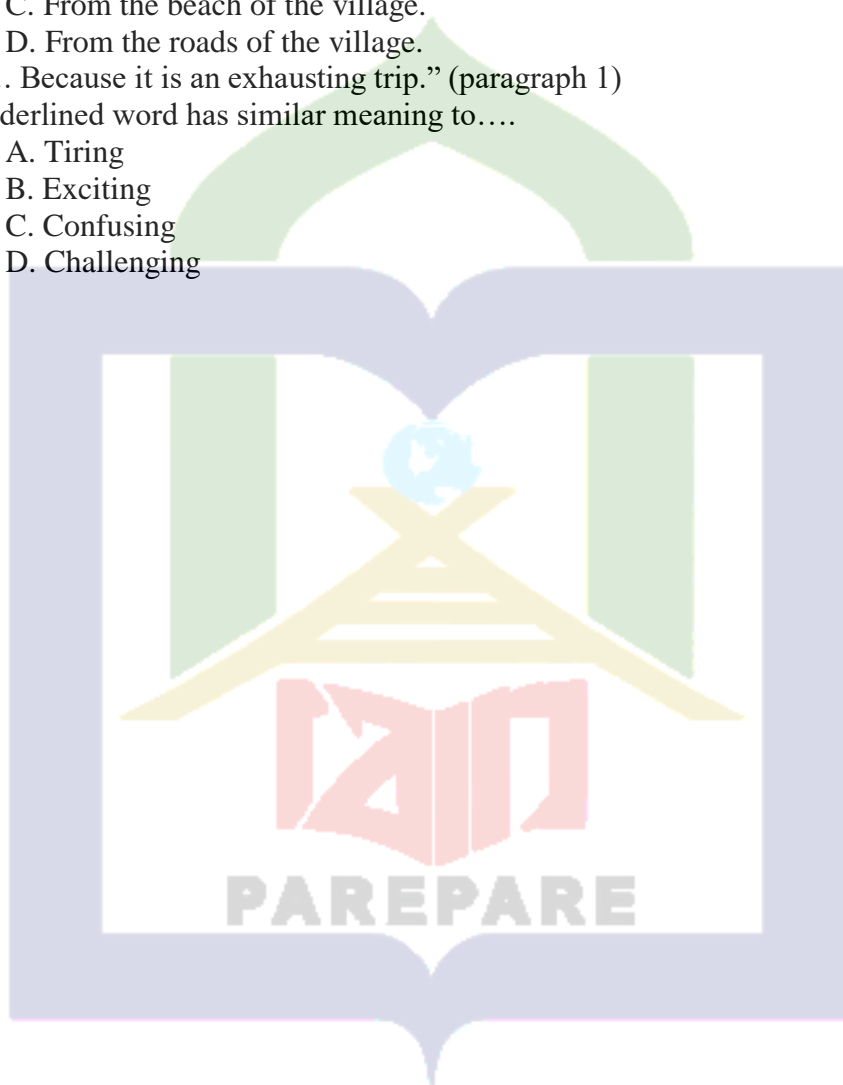 C. From the beach of the village.
D. From the roads of the village.
. Because it is an exhausting trip.” (paragraph 1)
derlined word has similar meaning to….
A. Tiring
B. Exciting
C. Confusing
D. Challenging
PAREPARE